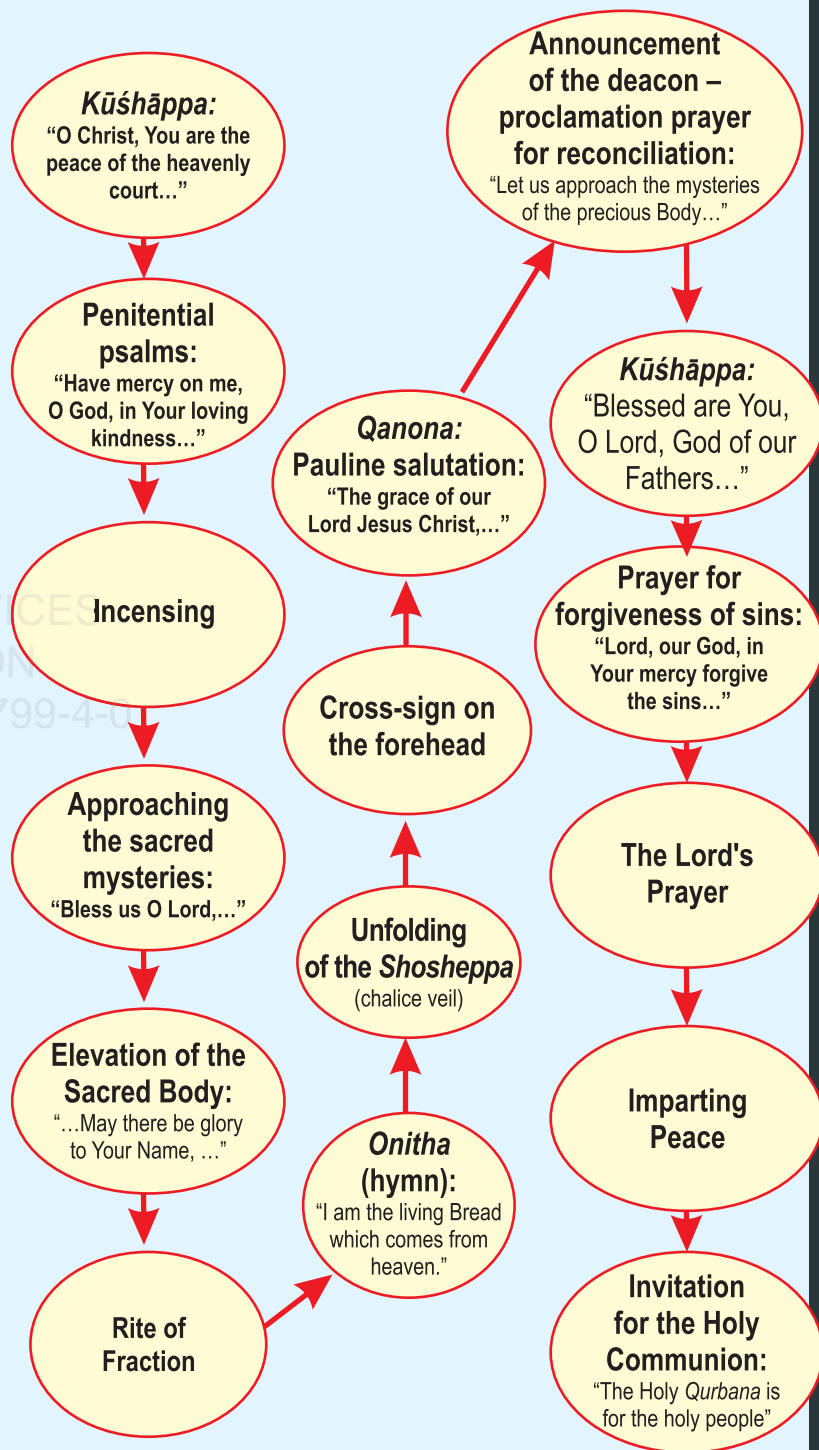 Kūśhāppa:
“O Christ, You are the
peace of the heavenly
court…”
Penitential
psalms:
“Have mercy on me,
O God, in Your loving
kindness…”
Incensing
Approaching
the sacred
mysteries:
“Bless us O Lord,…”
Elevation of the
Sacred Body:
“…May there be glory
to Your Name, …”
Rite of
Fraction
Onitha
(hymn):
“I am the living Bread
which comes from
heaven.”
Unfolding
of the Shosheppa
(chalice veil)
Cross-sign on
the forehead
Qanona:
Pauline salutation:
“The grace of our
Lord Jesus Christ,…”
Announcement
of the deacon –
proclamation prayer
for reconciliation:
“Let us approach the mysteries
of the precious Body…”
Kūśhāppa:
“Blessed are You,
O Lord, God of our
Fathers…”
Prayer for
forgiveness of sins:
“Lord, our God, in
Your mercy forgive
the sins…”
The Lord's
Prayer
Imparting
Peace
Invitation
for the Holy
Communion:
“The Holy Qurbana is
for the holy people”
799-4-0